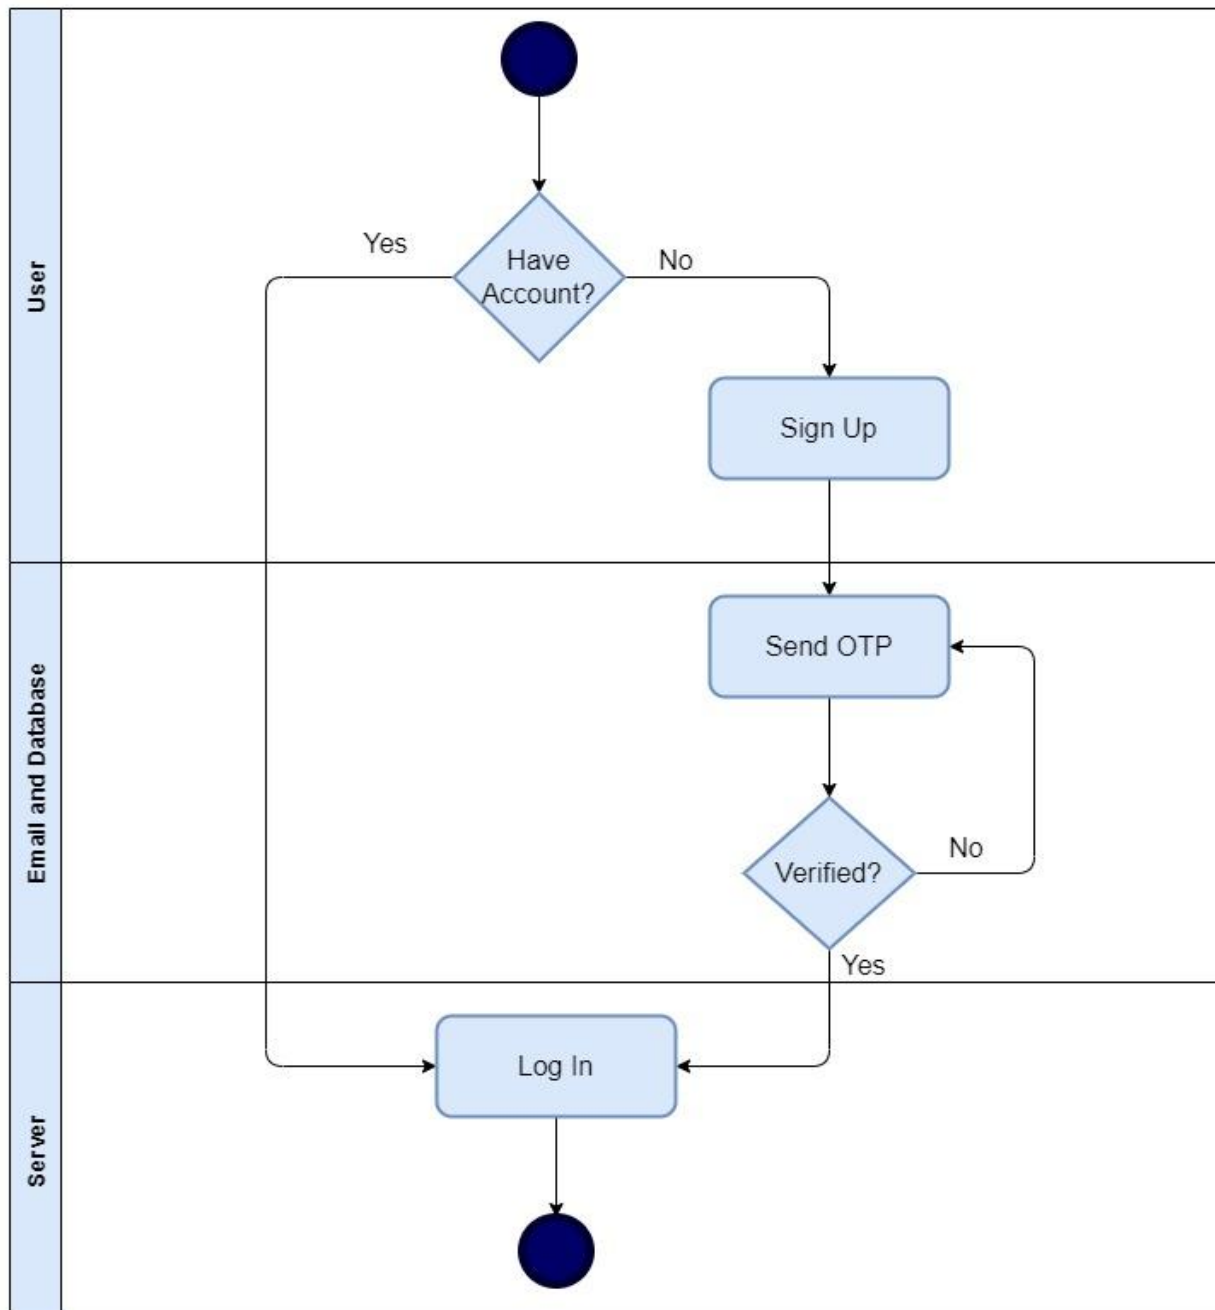 User
Have
Account?
Yes
No
Sign Up
Email and Database
Send OTP
Verified?
No
Yes
Server
Log In